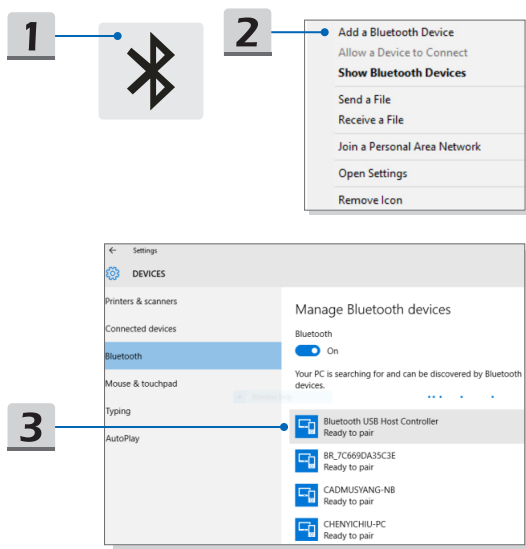 1
2
Add a Bluetooth Device
Allow a Device to Connect
Show Bluetooth Devices
Send a File
Receive a File
Join a Personal Area Network
Open Settings
Remove Icon
Settings
DEVICES
Printers & scanners
Connected devices
Bluetooth
Mouse & touchpad
Typing
AutoPlay
Manage Bluetooth devices
Bluetooth
On
Your PC is searching for and can be discovered by Bluetooth
devices.
3
Bluetooth USB Host Controller
Ready to pair
BR_7C669DA35C3E
Ready to pair
CADMUSYANG-NB
Ready to pair
CHENYICHIU-PC
Ready to pair